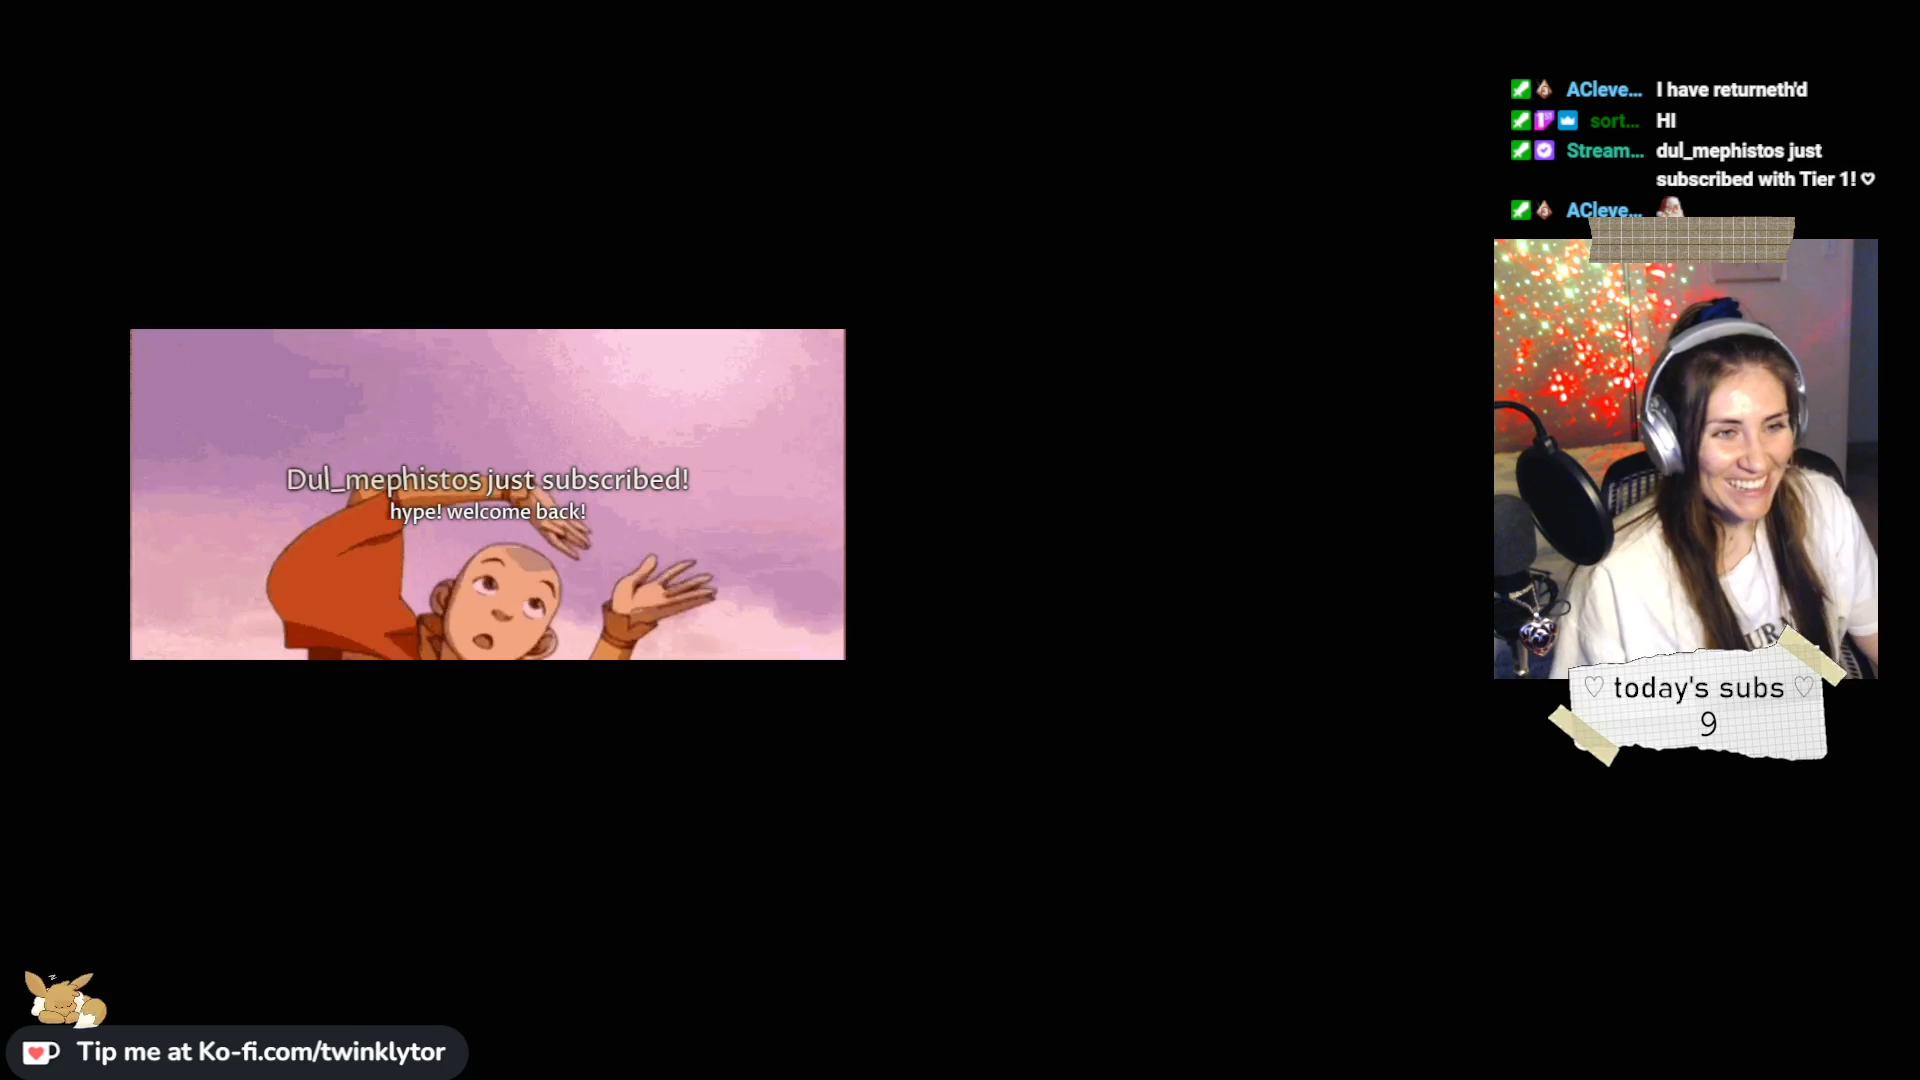 ACleve... I have returneth'd
sort... HI
Stream... dul_mephistos just
subscribed with Tier 1! ♡
ACleve...
Dul_mephistos just subscribed!
hype! welcome back!
♡ today's subs ♡
9
Tip me at Ko-fi.com/twinklytor